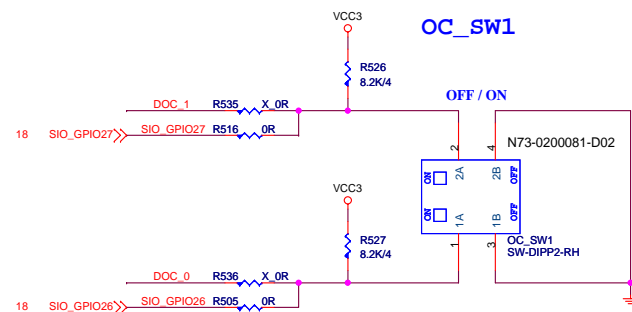 OC_SW1
VCC3
R526
8.2K/4
OFF / ON
DOC_1 R535 X_0R
18 SIO_GPIO27 SIO_GPIO27 R516 0R
2 4 N73-0200081-D02
ON 2A 2B OFF
ON 1A 1B OFF
VCC3
1 3 OC_SW1
SW-DIPP2-RH
R527
8.2K/4
DOC_0 R536 X_0R
18 SIO_GPIO26 SIO_GPIO26 R505 0R